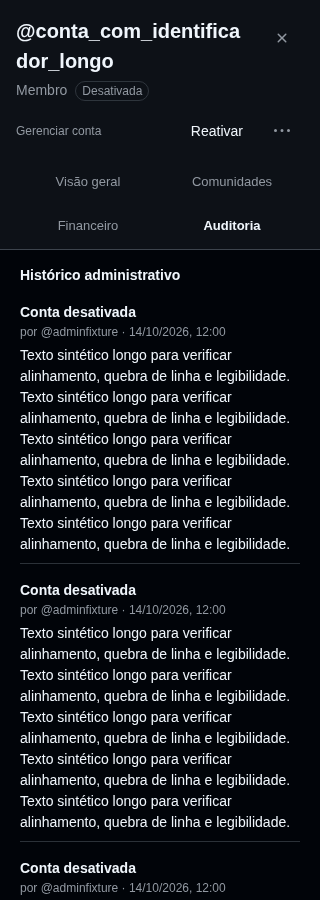 @conta_com_identifica
dor_longo
Membro Desativada
Gerenciar conta Reativar
Visão geral Comunidades
Financeiro Auditoria
Histórico administrativo
Conta desativada
por @adminfixture · 14/10/2026, 12:00
Texto sintético longo para verificar
alinhamento, quebra de linha e legibilidade.
Texto sintético longo para verificar
alinhamento, quebra de linha e legibilidade.
Texto sintético longo para verificar
alinhamento, quebra de linha e legibilidade.
Texto sintético longo para verificar
alinhamento, quebra de linha e legibilidade.
Texto sintético longo para verificar
alinhamento, quebra de linha e legibilidade.
Conta desativada
por @adminfixture · 14/10/2026, 12:00
Texto sintético longo para verificar
alinhamento, quebra de linha e legibilidade.
Texto sintético longo para verificar
alinhamento, quebra de linha e legibilidade.
Texto sintético longo para verificar
alinhamento, quebra de linha e legibilidade.
Texto sintético longo para verificar
alinhamento, quebra de linha e legibilidade.
Texto sintético longo para verificar
alinhamento, quebra de linha e legibilidade.
Conta desativada
por @adminfixture · 14/10/2026, 12:00